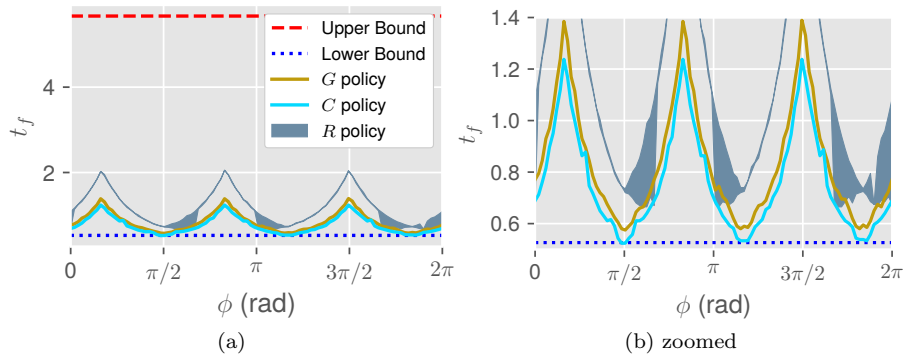 4
2
t_f
0
π/2
π
3π/2
2π
ϕ (rad)
Upper Bound
Lower Bound
G policy
C policy
R policy
(a)
1.4
1.2
1.0
0.8
0.6
t_f
0
π/2
π
3π/2
2π
ϕ (rad)
(b) zoomed